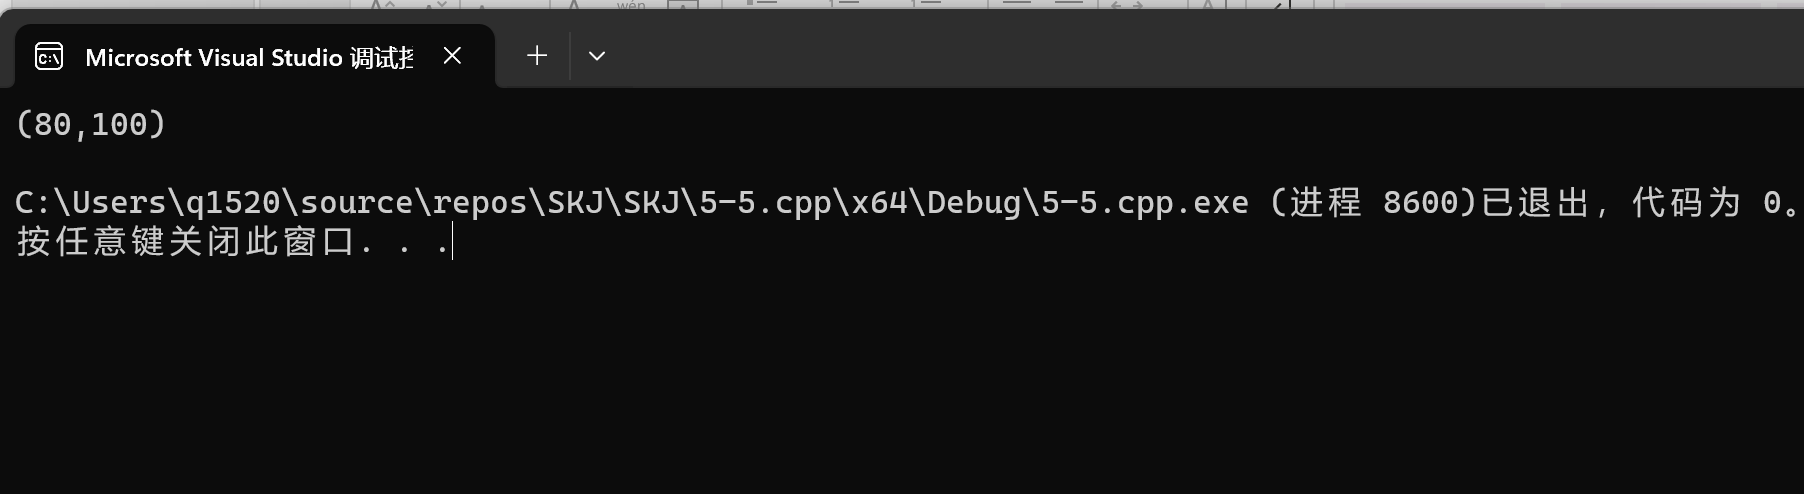 wén
Microsoft Visual Studio 调试
(80,100)
C:\Users\q1520\source\repos\SKJ\SKJ\5-5.cpp\x64\Debug\5-5.cpp.exe (进程 8600)已退出，代码为 0。
按任意键关闭此窗口. . .